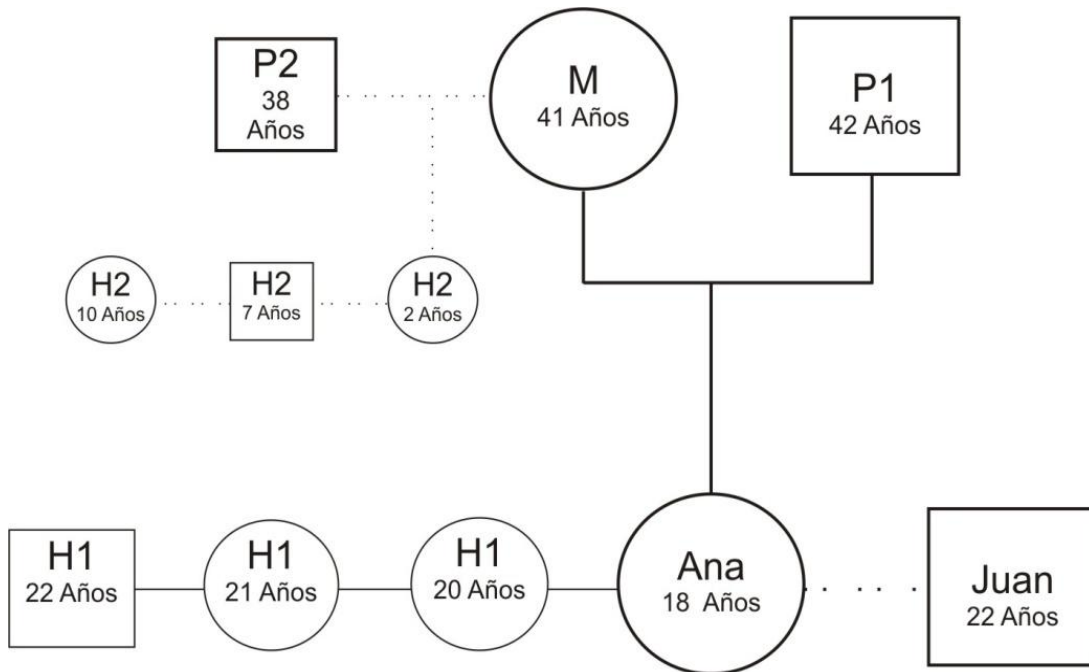 P2
38
Años
M
41 Años
P1
42 Años
H2
10 Años
H2
7 Años
H2
2 Años
H1
22 Años
H1
21 Años
H1
20 Años
Ana
18 Años
Juan
22 Años